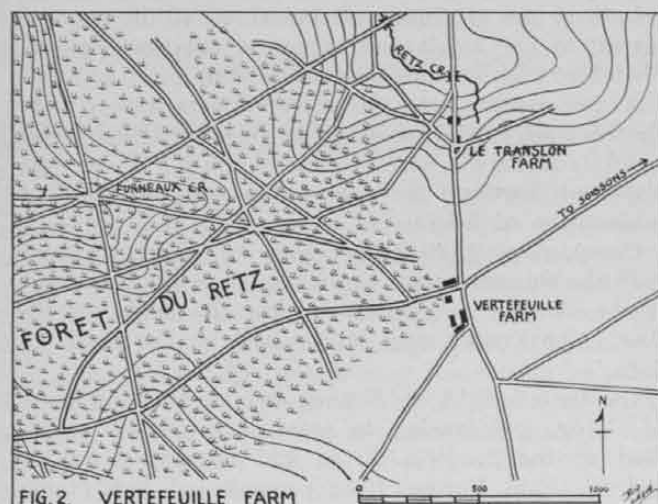 RETZ CR.
LE TRANSLON
FARM
TO SOISSONS
FURNEAUX CR.
FORET DU RETZ
VERTEFEUILLE
FARM
N
0 500 1000
FIG. 2 VERTEFEUILLE FARM